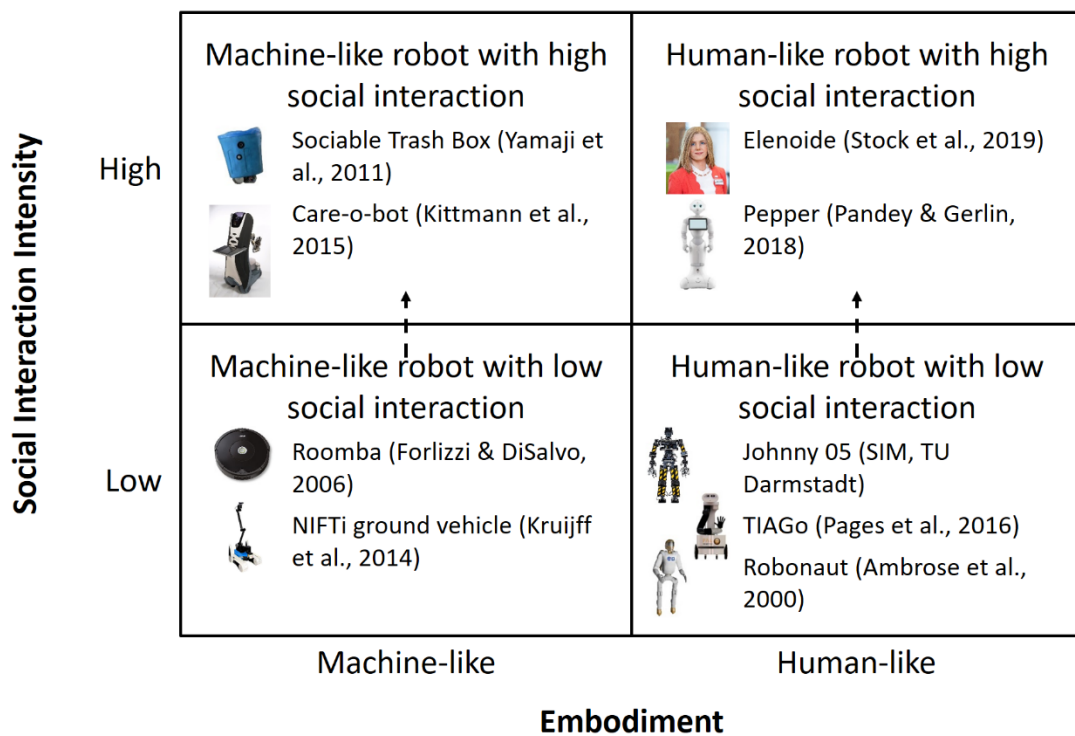 Social Interaction Intensity
High
Low
Machine-like robot with high
social interaction
Sociable Trash Box (Yamaji et
al., 2011)
Care-o-bot (Kittmann et al.,
2015)
Human-like robot with high
social interaction
Elenoide (Stock et al., 2019)
Pepper (Pandey & Gerlin,
2018)
Machine-like robot with low
social interaction
Roomba (Forlizzi & DiSalvo,
2006)
NIFTi ground vehicle (Kruijff
et al., 2014)
Human-like robot with low
social interaction
Johnny 05 (SIM, TU
Darmstadt)
TIAGo (Pages et al., 2016)
Robonaut (Ambrose et al.,
2000)
Machine-like
Human-like
Embodiment